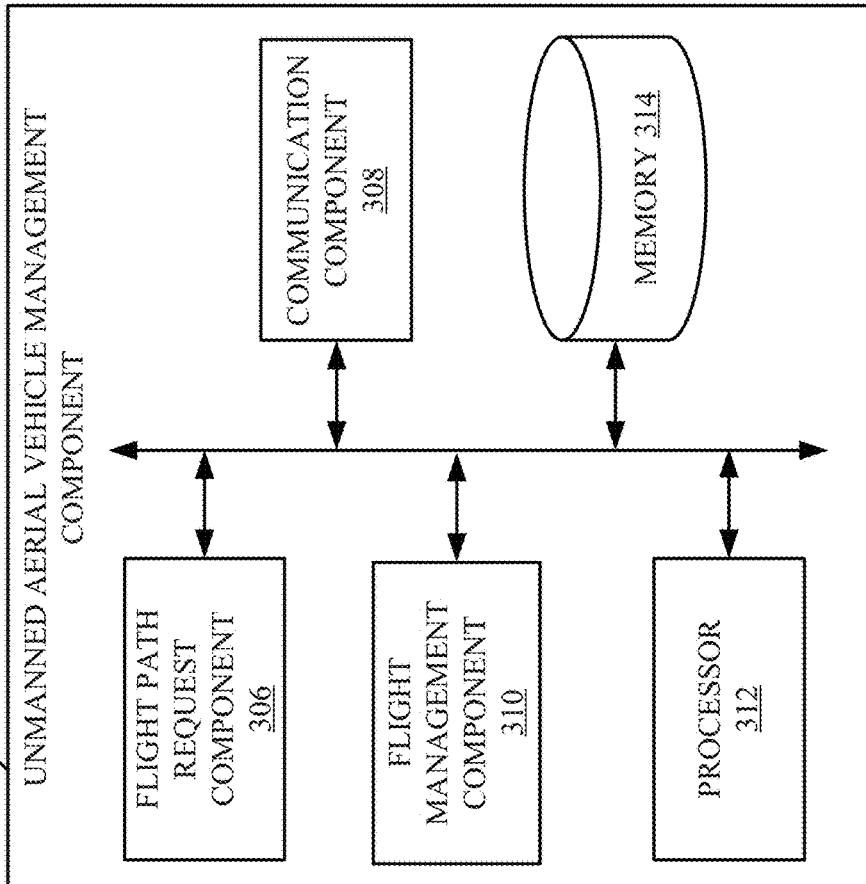 UNMANNED AERIAL VEHICLE MANAGEMENT
COMPONENT
FLIGHT PATH
REQUEST
COMPONENT
306
COMMUNICATION
COMPONENT
308
FLIGHT
MANAGEMENT
COMPONENT
310
MEMORY 314
PROCESSOR
312